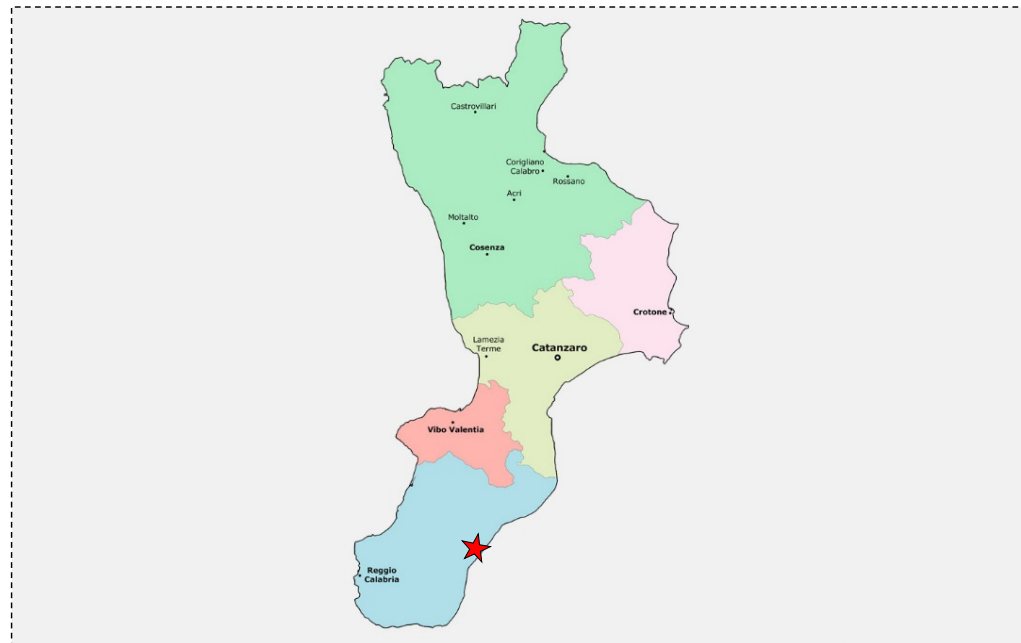 Castrovillari
Corigliano
Calabro
Rossano
Acri
Moltalto
Cosenza
Crotone
Lamezia
Terme
Catanzaro
Vibo Valentia
Reggio
Calabria